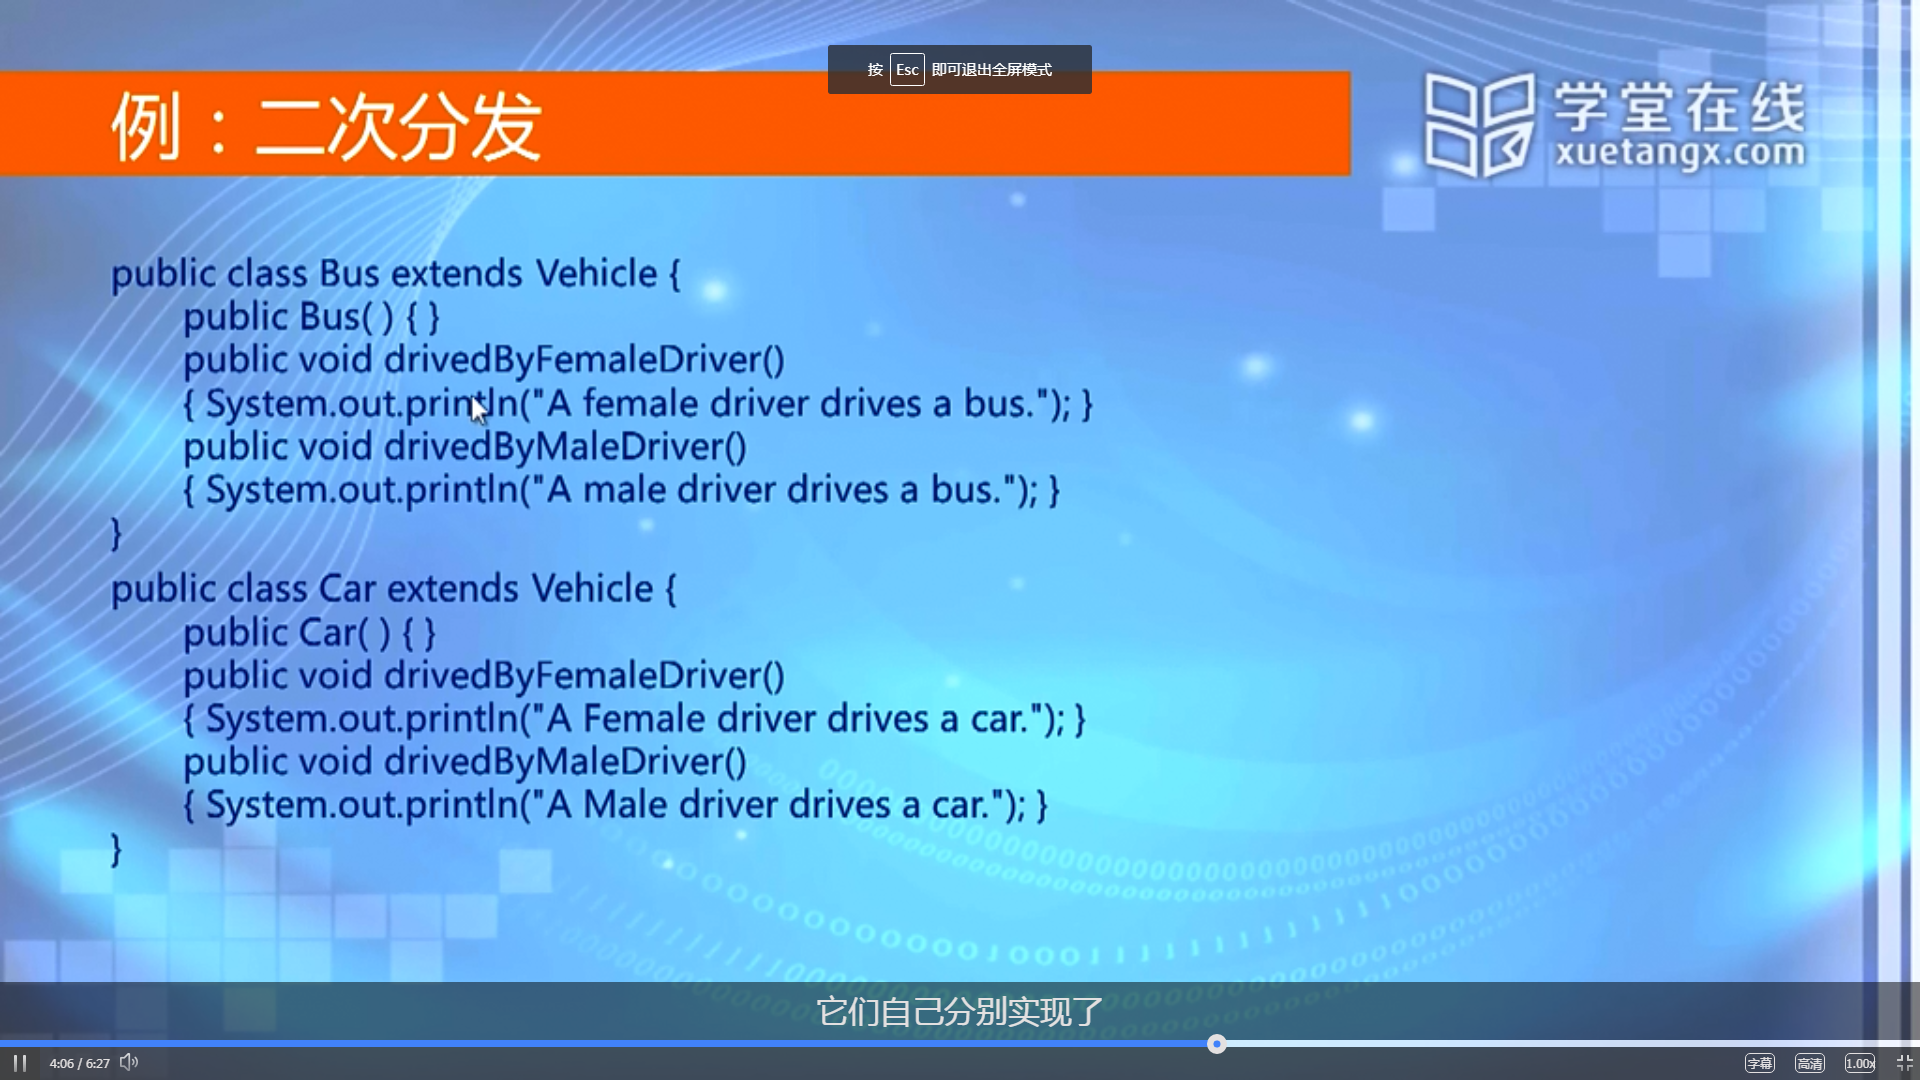 按 Esc 即可退出全屏模式
例：二次分发
学堂在线
xuetangx.com
public class Bus extends Vehicle {
public Bus( ) { }
public void drivedByFemaleDriver()
{ System.out.println("A female driver drives a bus."); }
public void drivedByMaleDriver()
{ System.out.println("A male driver drives a bus."); }
}
public class Car extends Vehicle {
public Car( ) { }
public void drivedByFemaleDriver()
{ System.out.println("A Female driver drives a car."); }
public void drivedByMaleDriver()
{ System.out.println("A Male driver drives a car."); }
}
它们自己分别实现了
4:06 / 6:27
字幕 高清 1.00x